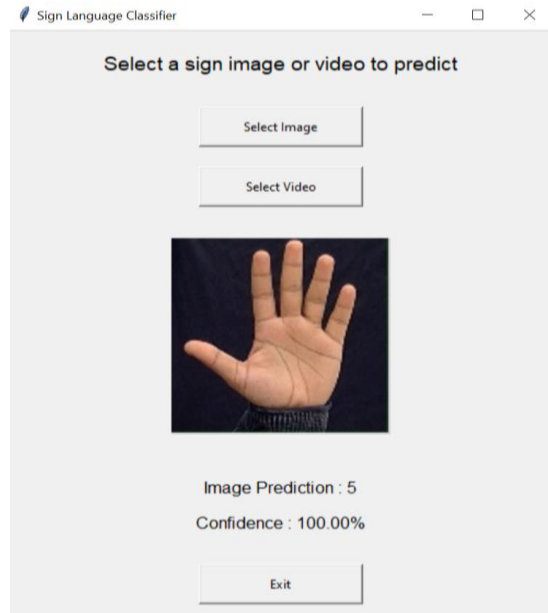 Sign Language Classifier
Select a sign image or video to predict
Select Image
Select Video
Image Prediction : 5
Confidence : 100.00%
Exit